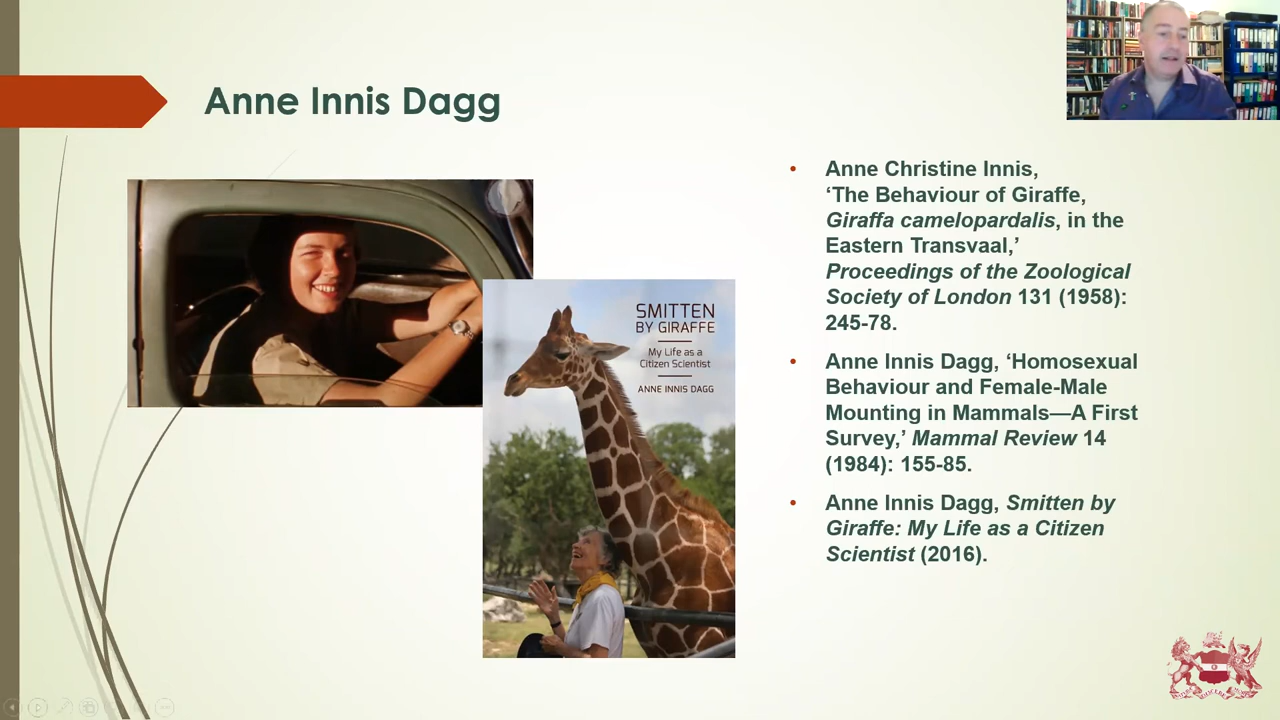 Anne Innis Dagg
SMITTEN
BY GIRAFFE
My Life as a
Citizen Scientist
ANNE INNIS DAGG
• Anne Christine Innis,
‘The Behaviour of Giraffe,
Giraffa camelopardalis, in the
Eastern Transvaal,’
Proceedings of the Zoological
Society of London 131 (1958):
245-78.
• Anne Innis Dagg, ‘Homosexual
Behaviour and Female-Male
Mounting in Mammals—A First
Survey,’ Mammal Review 14
(1984): 155-85.
• Anne Innis Dagg, Smitten by
Giraffe: My Life as a Citizen
Scientist (2016).